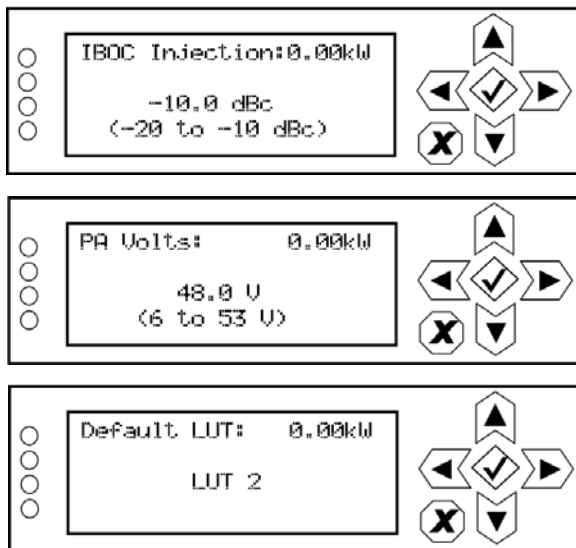 IBOC Injection:0.00kW
-10.0 dBc
(-20 to -10 dBc)
X
PA Volts: 0.00kW
48.0 V
(6 to 53 V)
X
Default LUT: 0.00kW
LUT 2
X